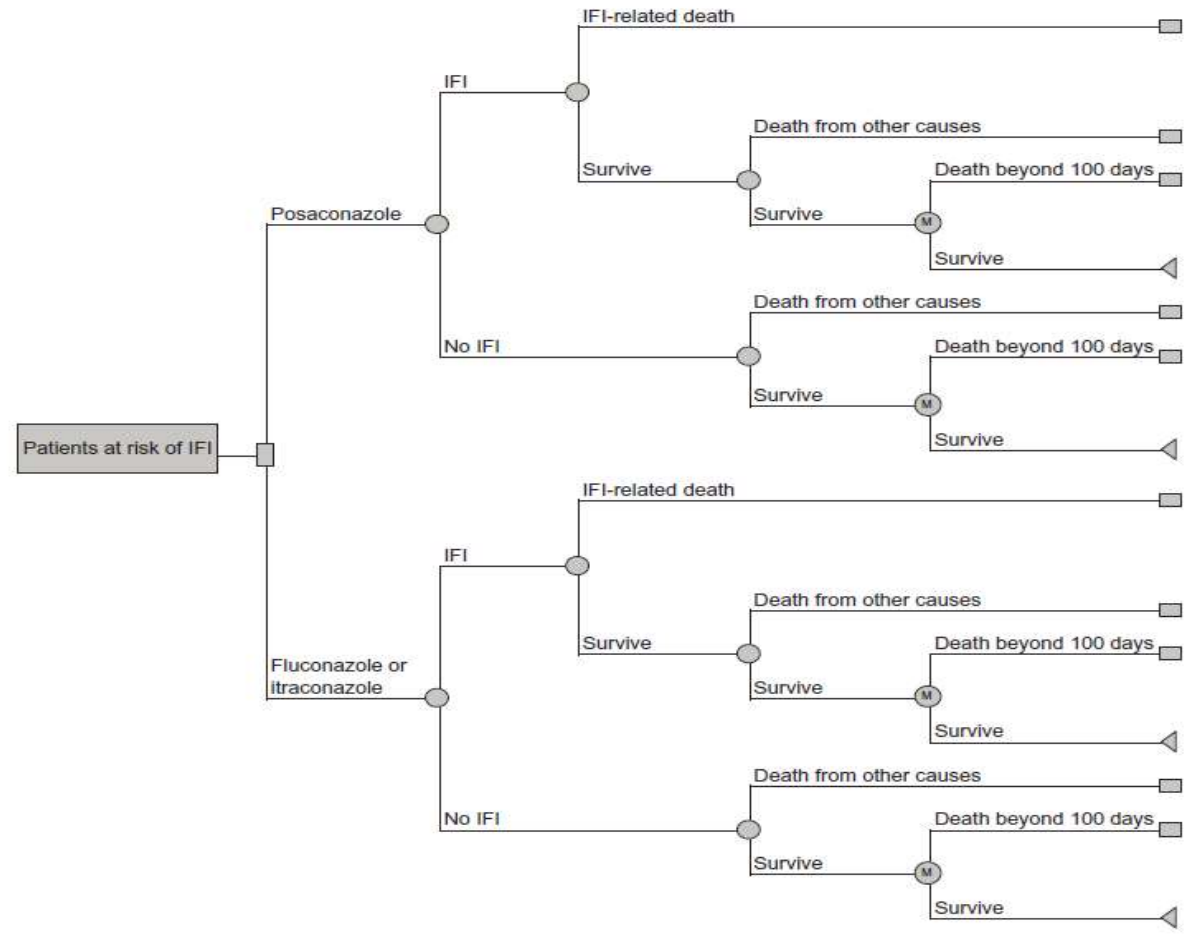 IFI-related death
IFI
Death from other causes
Survive
Death beyond 100 days
Posaconazole
Survive
M
Survive
Death from other causes
No IFI
Death beyond 100 days
Survive
M
Survive
Patients at risk of IFI
IFI-related death
IFI
Death from other causes
Survive
Death beyond 100 days
Fluconazole or
itraconazole
Survive
M
Survive
Death from other causes
No IFI
Death beyond 100 days
Survive
M
Survive